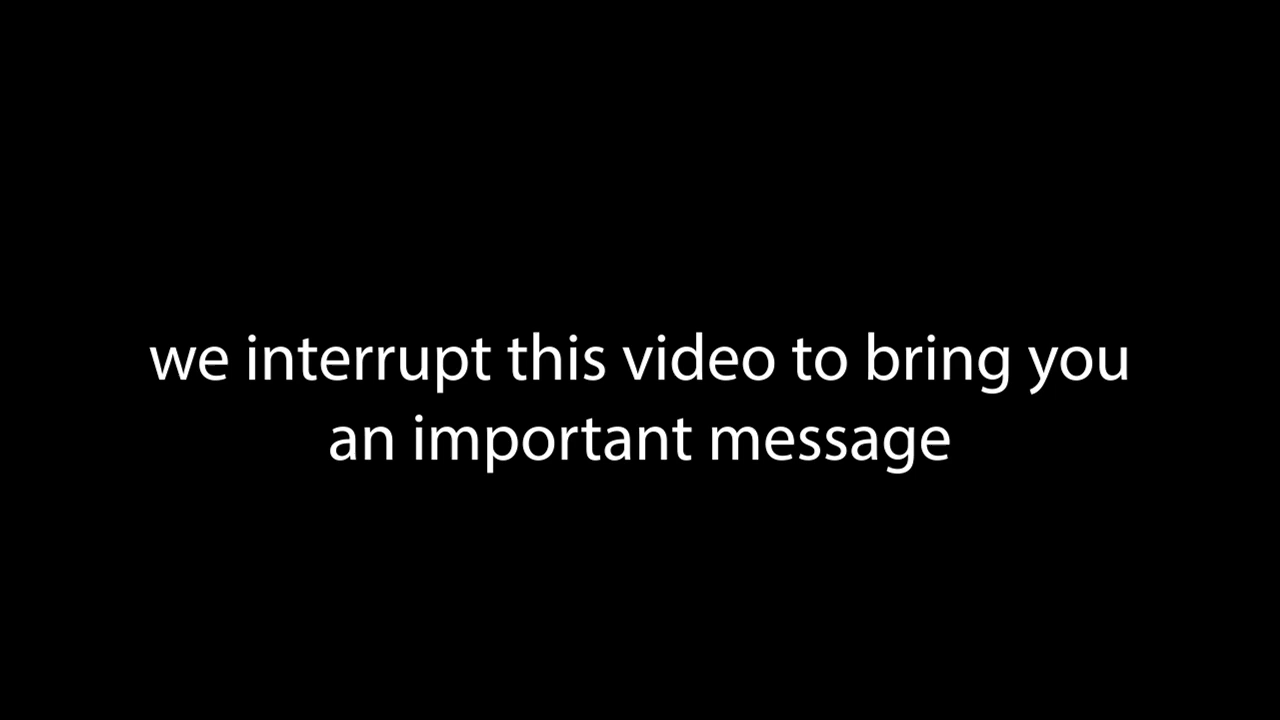 we interrupt this video to bring you
an important message